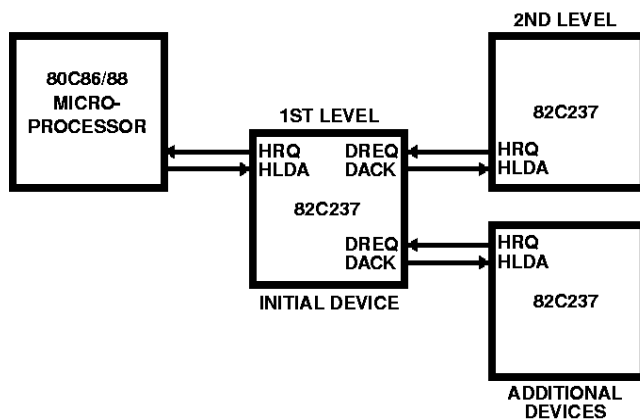 2ND LEVEL
80C86/88
MICRO-
PROCESSOR
82C237
HRQ
HLDA
1ST LEVEL
HRQ
HLDA
DREQ
DACK
82C237
DREQ
DACK
INITIAL DEVICE
HRQ
HLDA
82C237
ADDITIONAL
DEVICES